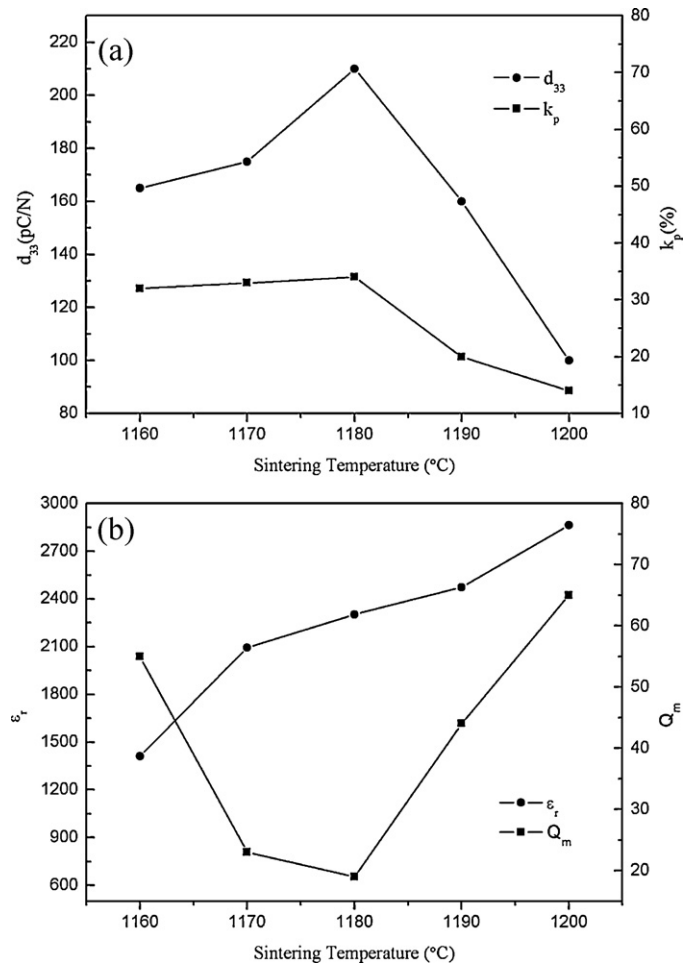 (a)
220
200
180
160
140
120
100
80
d33(pC/N)
80
70
60
50
40
30
20
10
kp(%)
d33
kp
1160 1170 1180 1190 1200
Sintering Temperature (°C)
(b)
3000
2700
2400
2100
1800
1500
1200
900
600
εr
80
70
60
50
40
30
20
Qm
εr
Qm
1160 1170 1180 1190 1200
Sintering Temperature (°C)